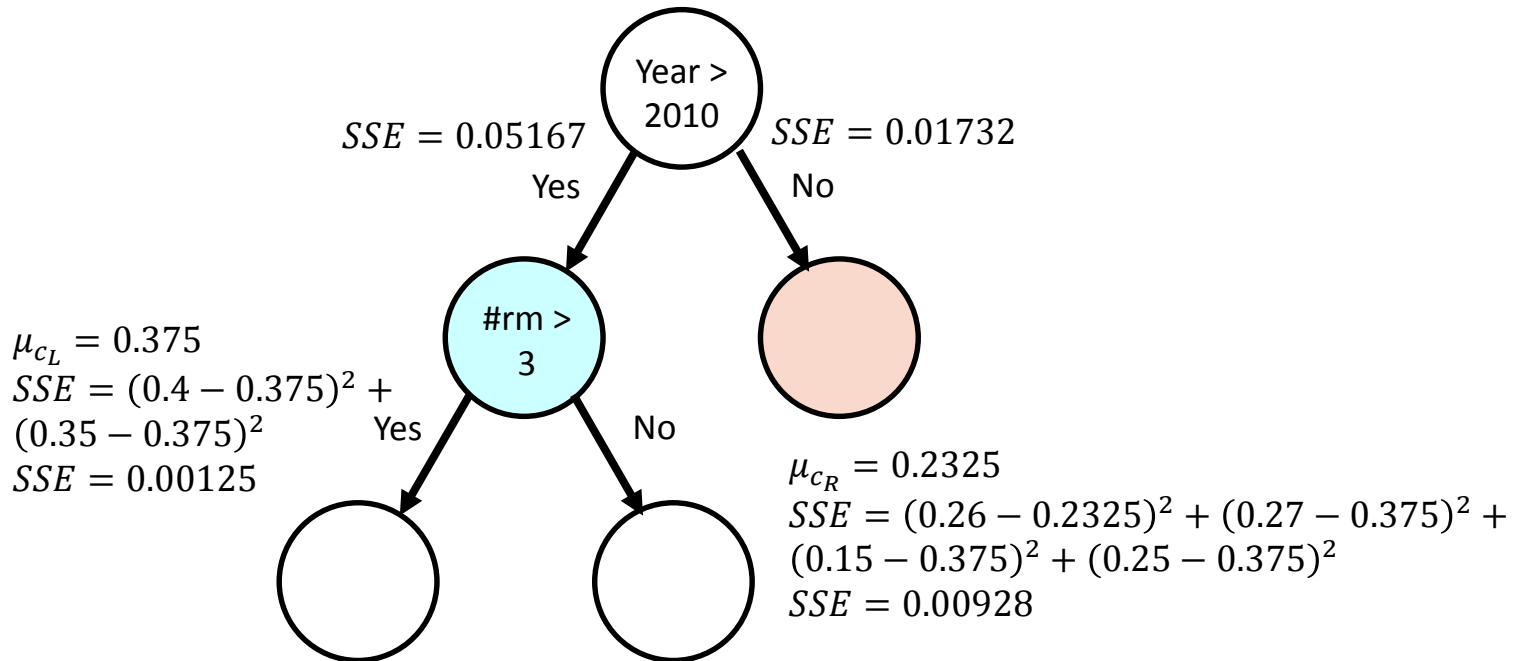 Year >
2010
SSE = 0.05167
SSE = 0.01732
Yes
No
#rm >
3
μ_{c_L} = 0.375
SSE = (0.4 − 0.375)² +
(0.35 − 0.375)²
SSE = 0.00125
Yes
No
μ_{c_R} = 0.2325
SSE = (0.26 − 0.2325)² + (0.27 − 0.375)² +
(0.15 − 0.375)² + (0.25 − 0.375)²
SSE = 0.00928